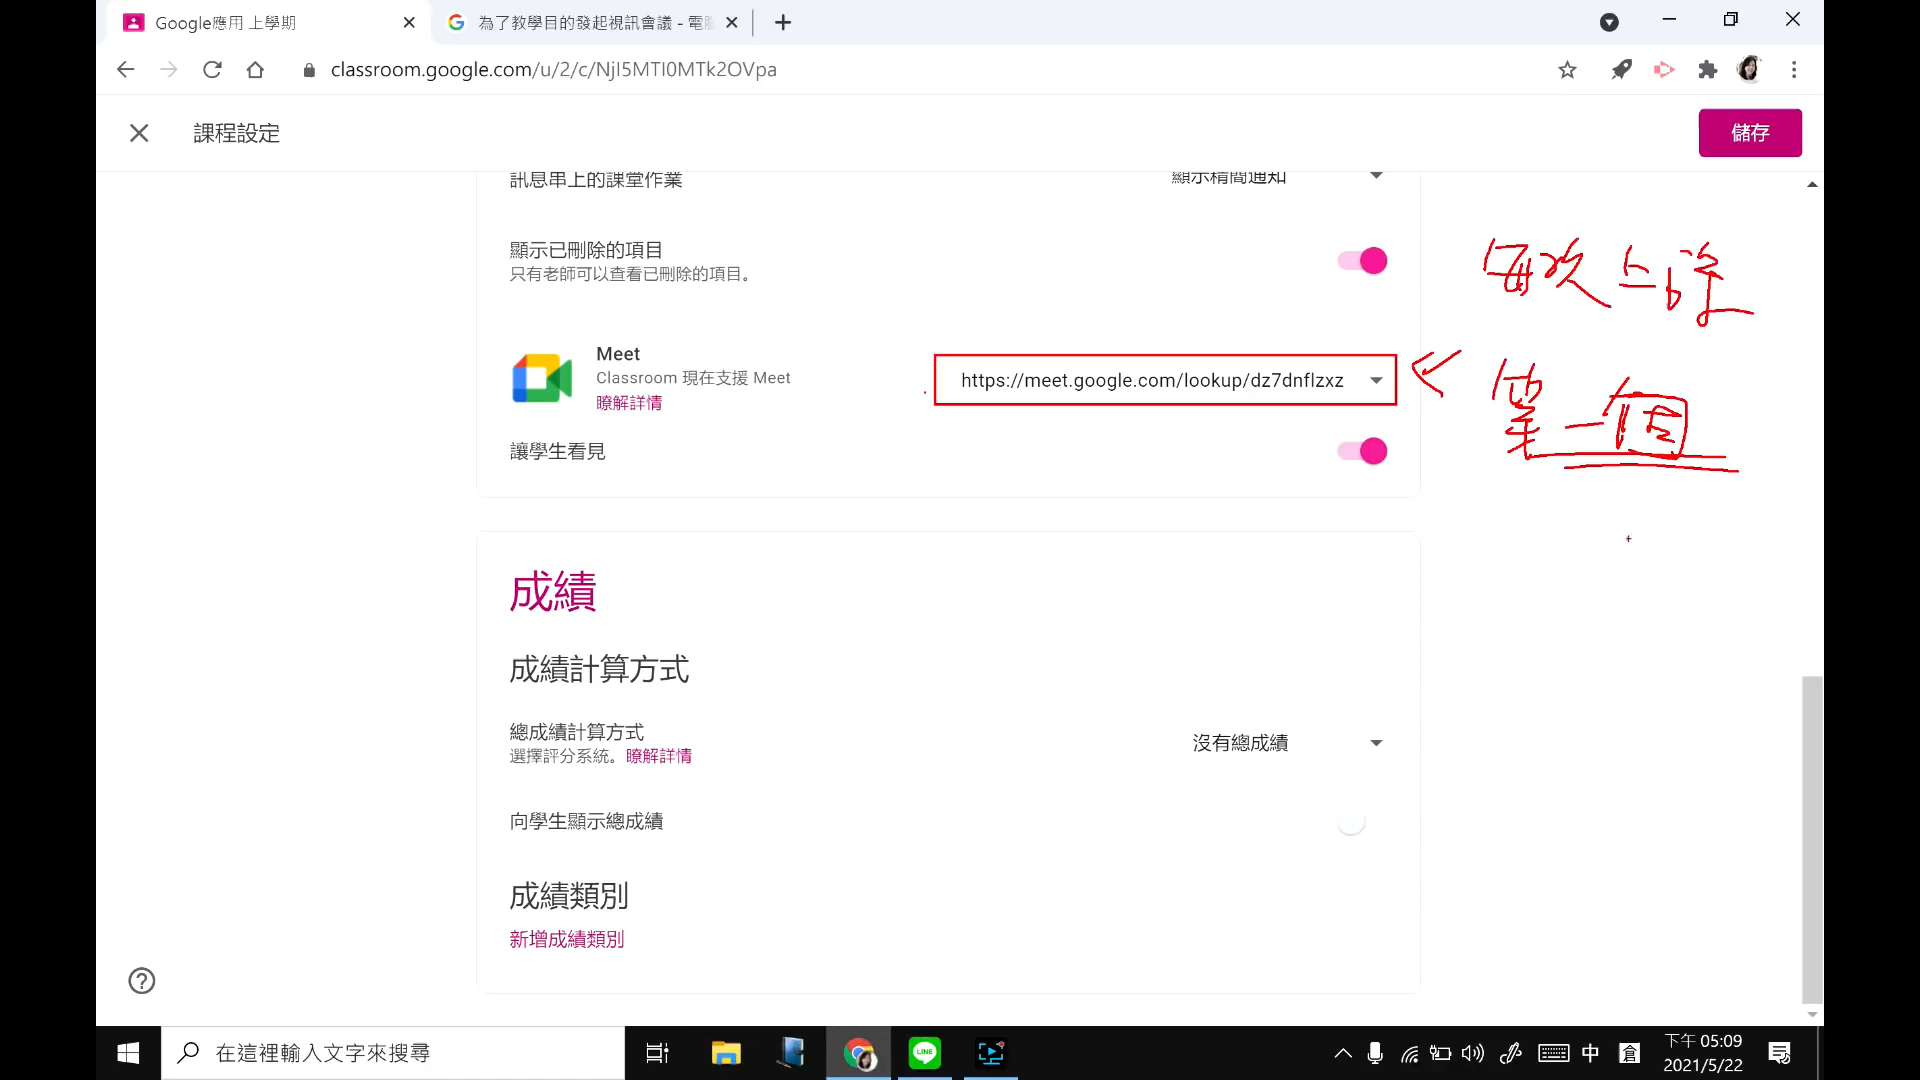 Google應用 上學期
為了教學目的發起視訊會議 - 電腦
classroom.google.com/u/2/c/NjI5MTI0MTk2OVpa
課程設定
儲存
訊息串上的課堂作業
顯示精簡通知
顯示已刪除的項目
只有老師可以查看已刪除的項目。
每次上課
Meet
Classroom 現在支援 Meet
瞭解詳情
https://meet.google.com/lookup/dz7dnflzxz
第一個
讓學生看見
成績
成績計算方式
總成績計算方式
選擇評分系統。瞭解詳情
沒有總成績
向學生顯示總成績
成績類別
新增成績類別
在這裡輸入文字來搜尋
LINE
中
倉
下午 05:09
2021/5/22